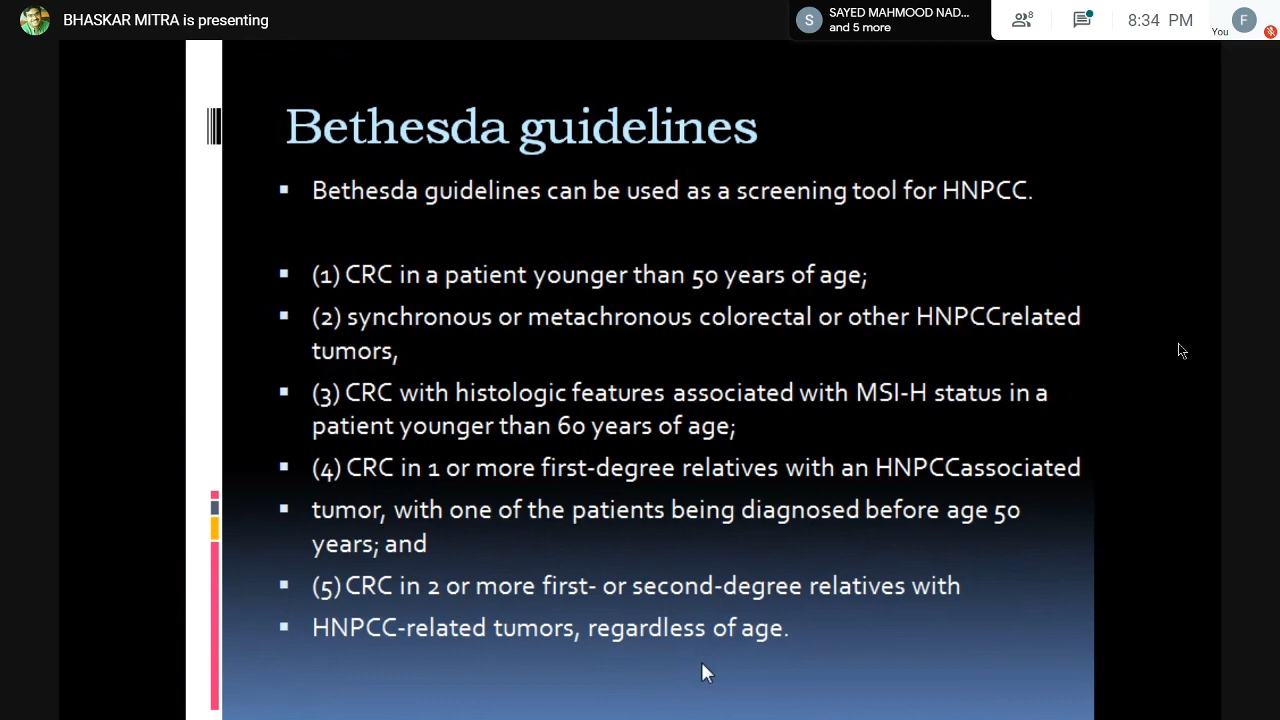 BHASKAR MITRA is presenting
S
SAYED MAHMOOD NAD...
and 5 more
8
8:34 PM
You
F
Bethesda guidelines
▪ Bethesda guidelines can be used as a screening tool for HNPCC.
▪ (1) CRC in a patient younger than 50 years of age;
▪ (2) synchronous or metachronous colorectal or other HNPCCrelated
tumors,
▪ (3) CRC with histologic features associated with MSI-H status in a
patient younger than 60 years of age;
▪ (4) CRC in 1 or more first-degree relatives with an HNPCCassociated
▪ tumor, with one of the patients being diagnosed before age 50
years; and
▪ (5) CRC in 2 or more first- or second-degree relatives with
▪ HNPCC-related tumors, regardless of age.